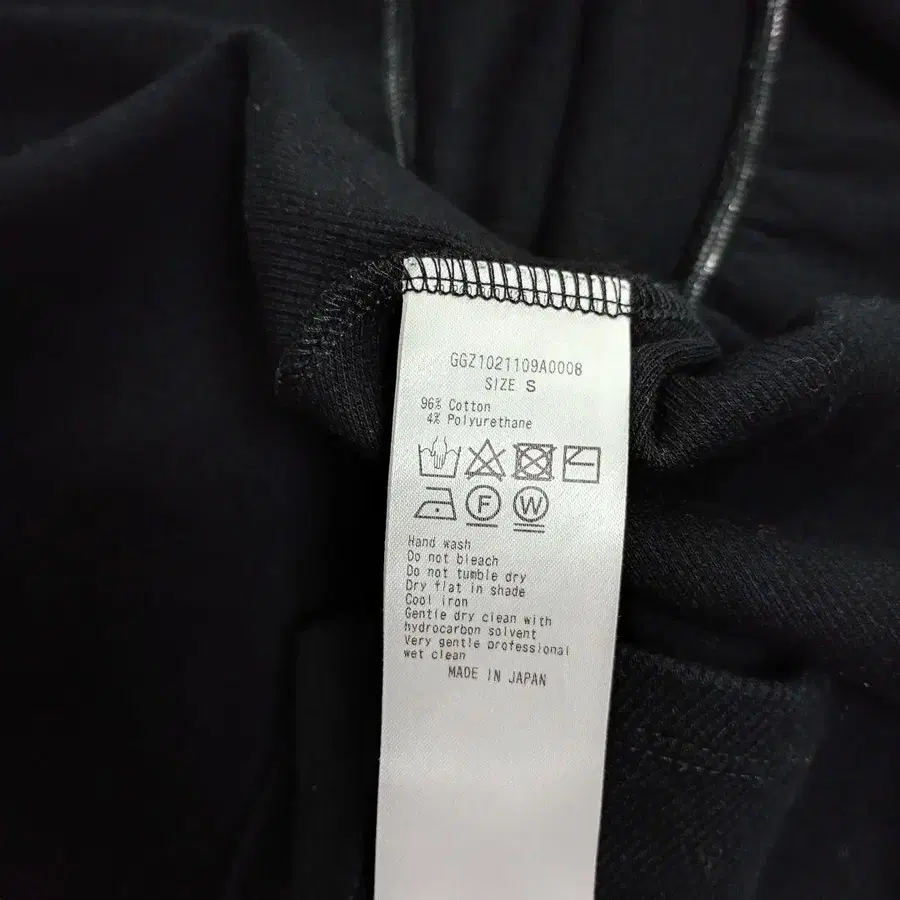 GGZ1021109A0008
SIZE S
96% Cotton
4% Polyurethane
F W
Hand wash
Do not bleach
Do not tumble dry
Dry flat in shade
Cool iron
Gentle dry clean with
hydrocarbon solvent
Very gentle professional
wet clean
MADE IN JAPAN